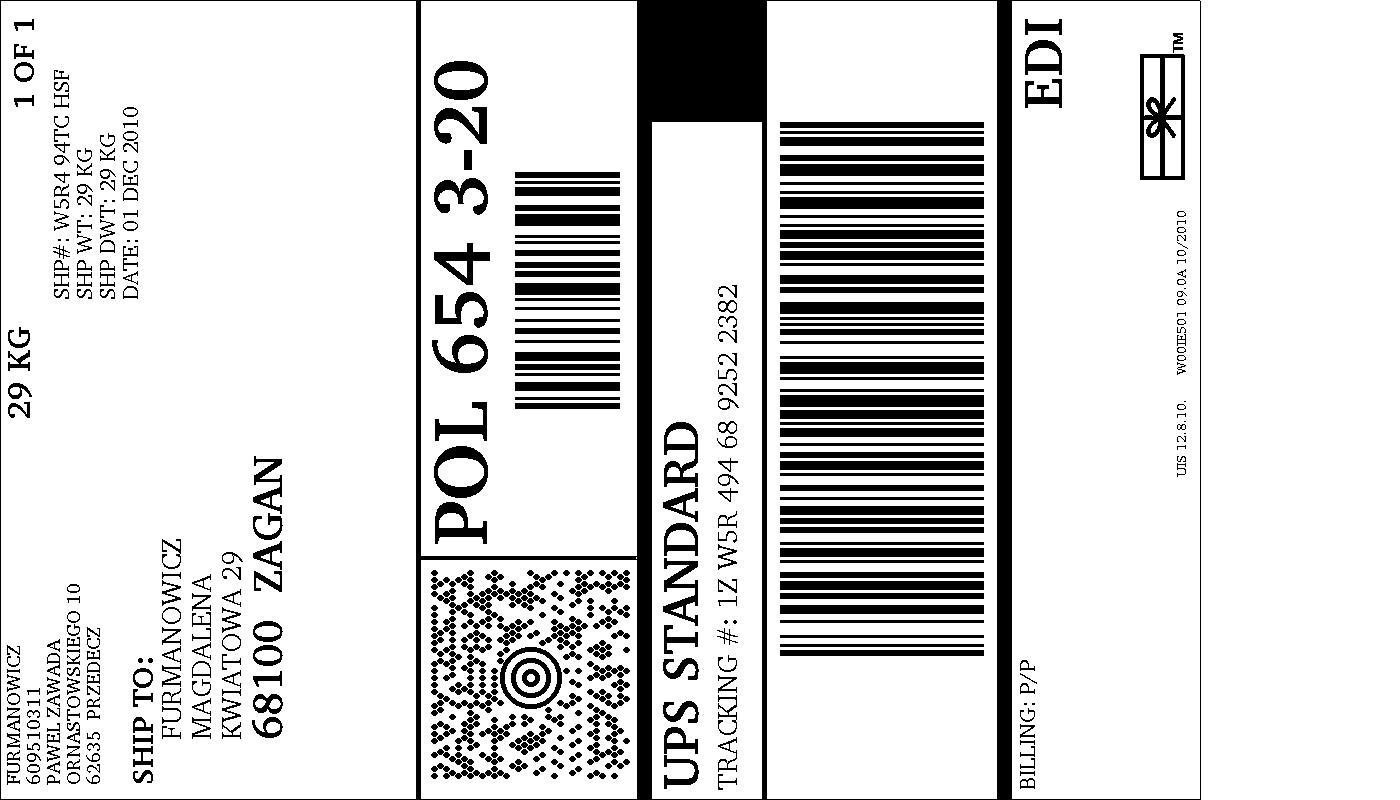 FURMANOWICZ
609510311
PAWEL ZAWADA
ORNASTOWSKIEGO 10
62635 PRZEDECZ
29 KG
1 OF 1
SHP#: W5R4 94TC HSF
SHP WT: 29 KG
SHP DWT: 29 KG
DATE: 01 DEC 2010
SHIP TO:
FURMANOWICZ
MAGDALENA
KWIATOWA 29
68100 ZAGAN
POL 654 3-20
UPS STANDARD
TRACKING #: 1Z W5R 494 68 9252 2382
BILLING: P/P
EDI
TM
UIS 12.8.10. W00IE501 09.0A 10/2010